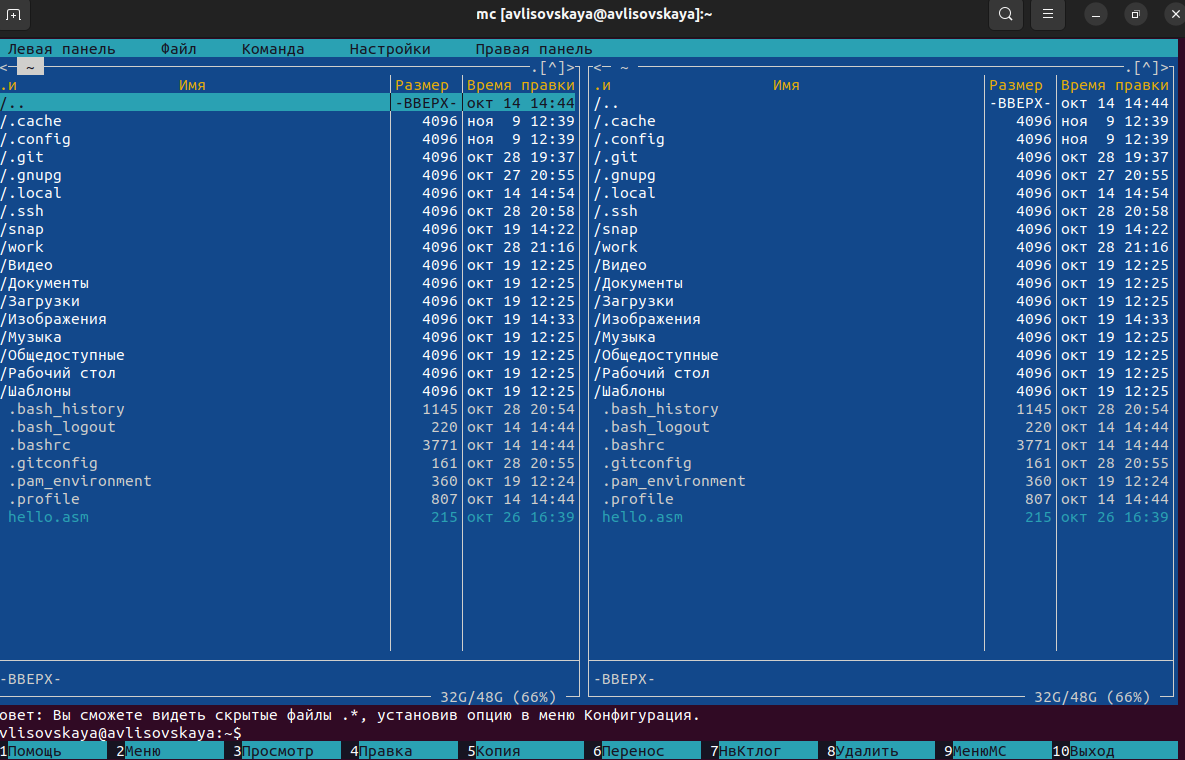 mc [avlisovskaya@avlisovskaya]:~
Левая панель Файл Команда Настройки Правая панель
<─ ~ .[^]>
.и Имя Размер Время правки
/.. -ВВЕРХ- окт 14 14:44
/.cache 4096 ноя 9 12:39
/.config 4096 ноя 9 12:39
/.git 4096 окт 28 19:37
/.gnupg 4096 окт 27 20:55
/.local 4096 окт 14 14:54
/.ssh 4096 окт 28 20:58
/snap 4096 окт 19 14:22
/work 4096 окт 28 21:16
/Видео 4096 окт 19 12:25
/Документы 4096 окт 19 12:25
/Загрузки 4096 окт 19 12:25
/Изображения 4096 окт 19 14:33
/Музыка 4096 окт 19 12:25
/Общедоступные 4096 окт 19 12:25
/Рабочий стол 4096 окт 19 12:25
/Шаблоны 4096 окт 19 12:25
.bash_history 1145 окт 28 20:54
.bash_logout 220 окт 14 14:44
.bashrc 3771 окт 14 14:44
.gitconfig 161 окт 28 20:55
.pam_environment 360 окт 19 12:24
.profile 807 окт 14 14:44
hello.asm 215 окт 26 16:39
-ВВЕРХ-
32G/48G (66%)
<─ ~ .[^]>
.и Имя Размер Время правки
/.. -ВВЕРХ- окт 14 14:44
/.cache 4096 ноя 9 12:39
/.config 4096 ноя 9 12:39
/.git 4096 окт 28 19:37
/.gnupg 4096 окт 27 20:55
/.local 4096 окт 14 14:54
/.ssh 4096 окт 28 20:58
/snap 4096 окт 19 14:22
/work 4096 окт 28 21:16
/Видео 4096 окт 19 12:25
/Документы 4096 окт 19 12:25
/Загрузки 4096 окт 19 12:25
/Изображения 4096 окт 19 14:33
/Музыка 4096 окт 19 12:25
/Общедоступные 4096 окт 19 12:25
/Рабочий стол 4096 окт 19 12:25
/Шаблоны 4096 окт 19 12:25
.bash_history 1145 окт 28 20:54
.bash_logout 220 окт 14 14:44
.bashrc 3771 окт 14 14:44
.gitconfig 161 окт 28 20:55
.pam_environment 360 окт 19 12:24
.profile 807 окт 14 14:44
hello.asm 215 окт 26 16:39
-ВВЕРХ-
32G/48G (66%)
овет: Вы сможете видеть скрытые файлы .*, установив опцию в меню Конфигурация.
vlisovskaya@avlisovskaya:~$
1Помощь 2Меню 3Просмотр 4Правка 5Копия 6Перенос 7НвКтлог 8Удалить 9МенюМС 10Выход